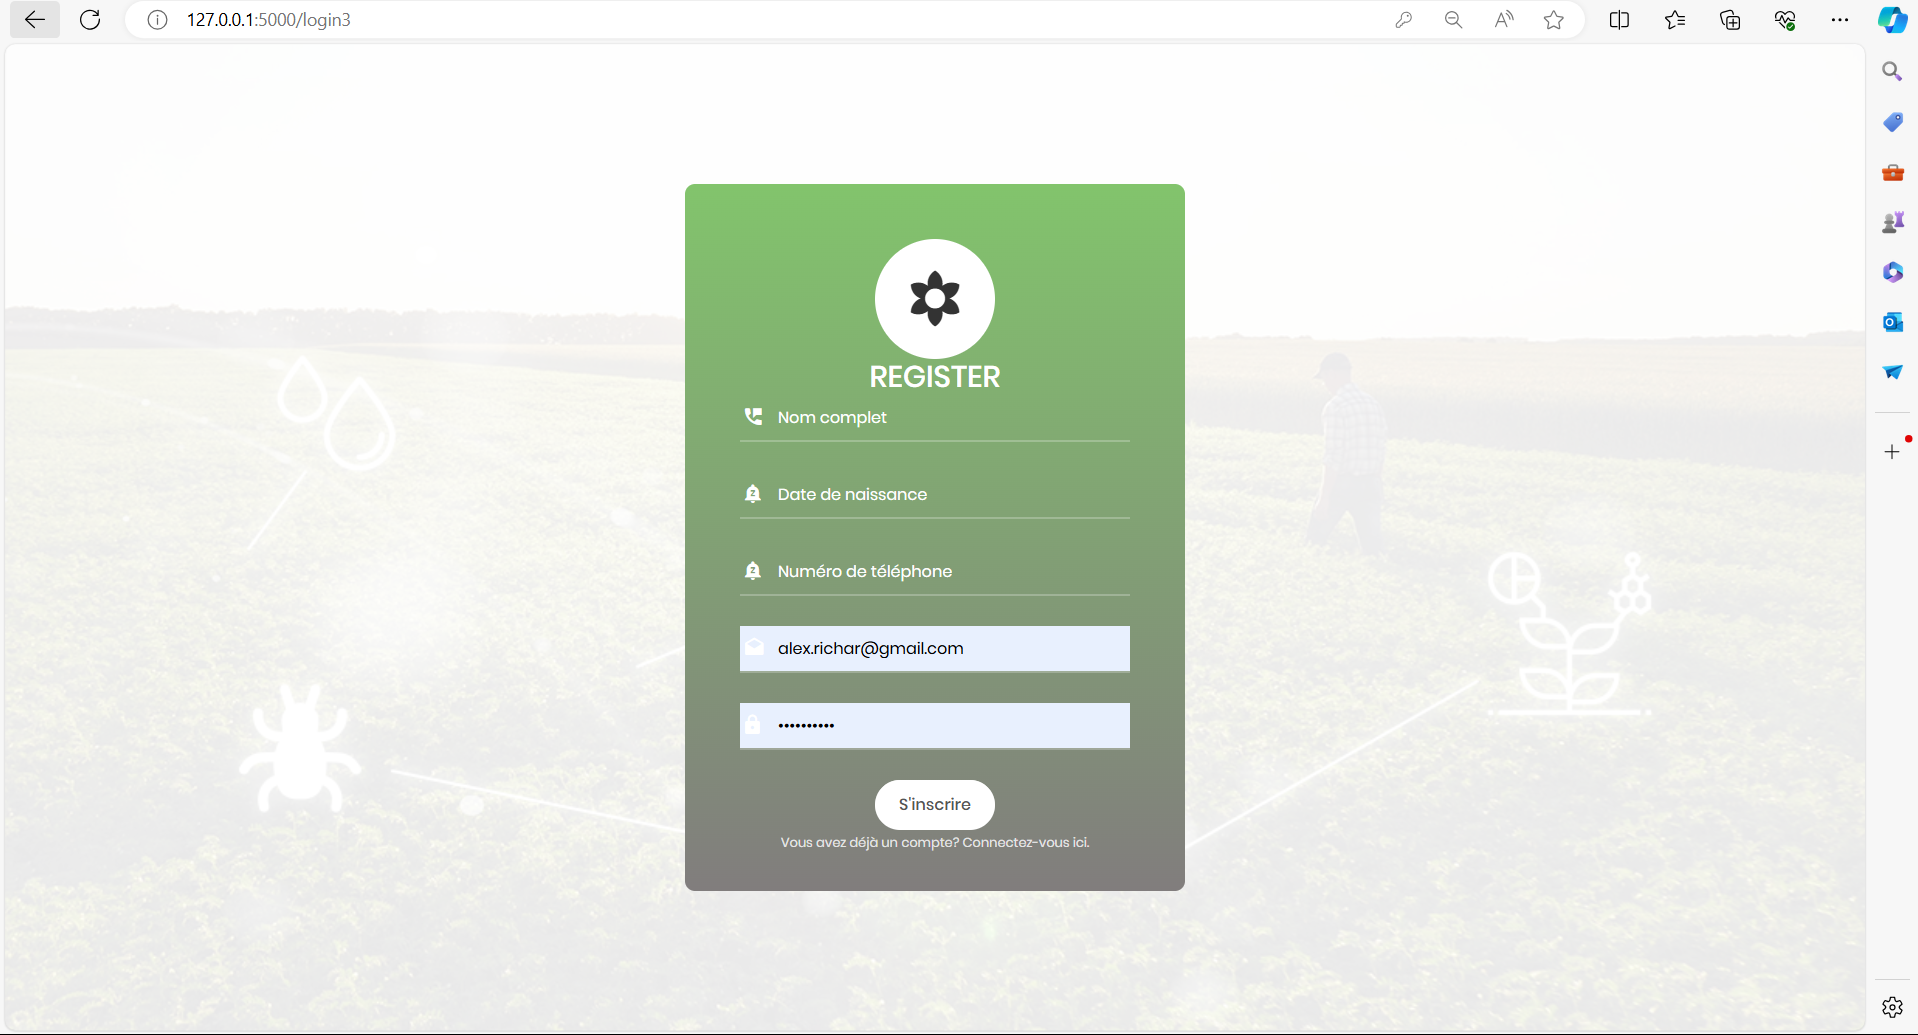 127.0.0.1:5000/login3
REGISTER
Nom complet
Date de naissance
Numéro de téléphone
alex.richar@gmail.com
••••••••••
S'inscrire
Vous avez déjà un compte? Connectez-vous ici.